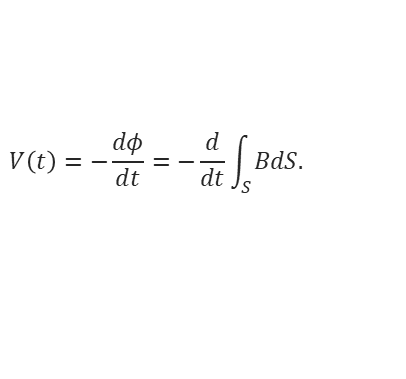 V(t) = −dϕ/dt = −d/dt ∫_S BdS.